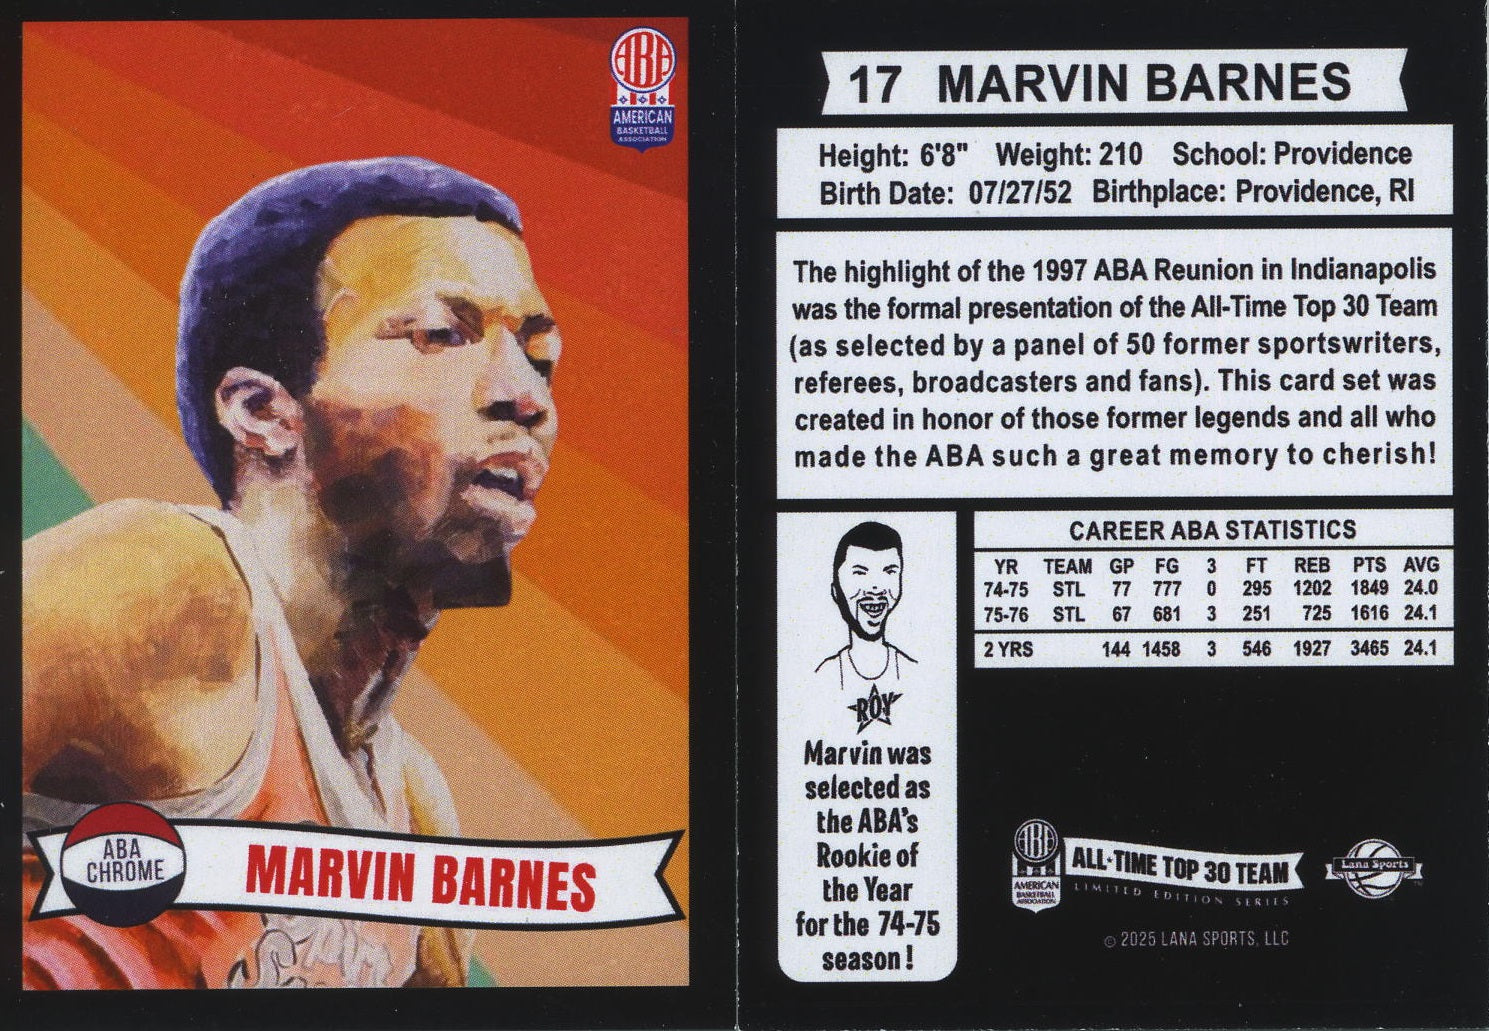 ABA
AMERICAN
BASKETBALL
ASSOCIATION
ABA
CHROME
MARVIN BARNES
17 MARVIN BARNES
Height: 6'8" Weight: 210 School: Providence
Birth Date: 07/27/52 Birthplace: Providence, RI
The highlight of the 1997 ABA Reunion in Indianapolis
was the formal presentation of the All-Time Top 30 Team
(as selected by a panel of 50 former sportswriters,
referees, broadcasters and fans). This card set was
created in honor of those former legends and all who
made the ABA such a great memory to cherish!
CAREER ABA STATISTICS
YR TEAM GP FG 3 FT REB PTS AVG
74-75 STL 77 777 0 295 1202 1849 24.0
75-76 STL 67 681 3 251 725 1616 24.1
2 YRS 144 1458 3 546 1927 3465 24.1
ROY
Marvin was
selected as
the ABA's
Rookie of
the Year
for the 74-75
season!
ABA
AMERICAN
BASKETBALL
ASSOCIATION
ALL-TIME TOP 30 TEAM
LIMITED EDITION SERIES
Lana Sports
TM
© 2025 LANA SPORTS, LLC